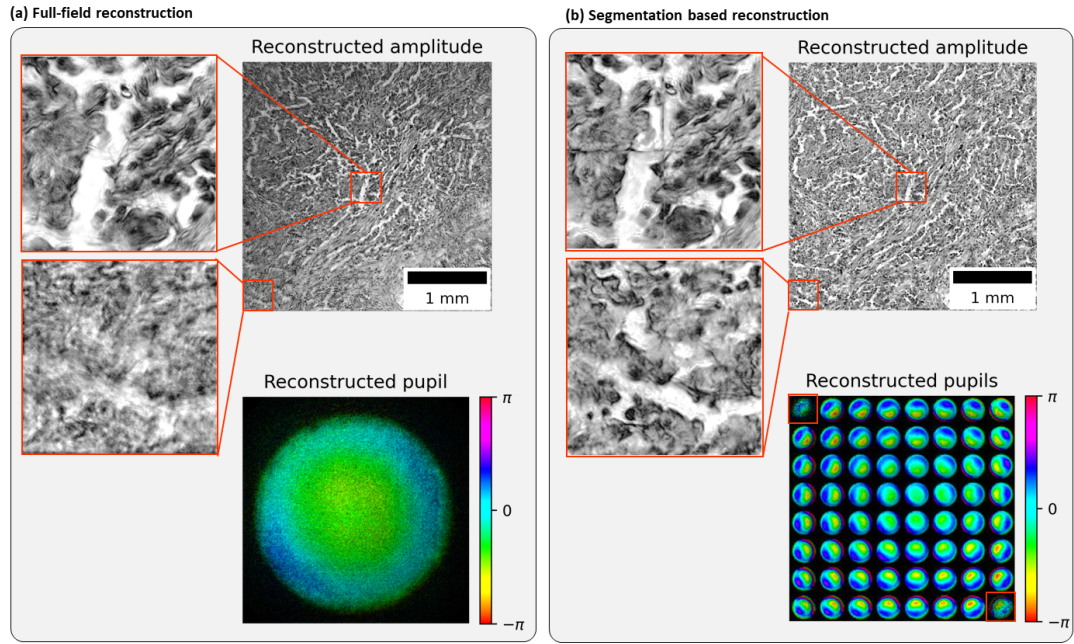 (a) Full-field reconstruction
Reconstructed amplitude
1 mm
Reconstructed pupil
π
0
−π
(b) Segmentation based reconstruction
Reconstructed amplitude
1 mm
Reconstructed pupils
π
0
−π